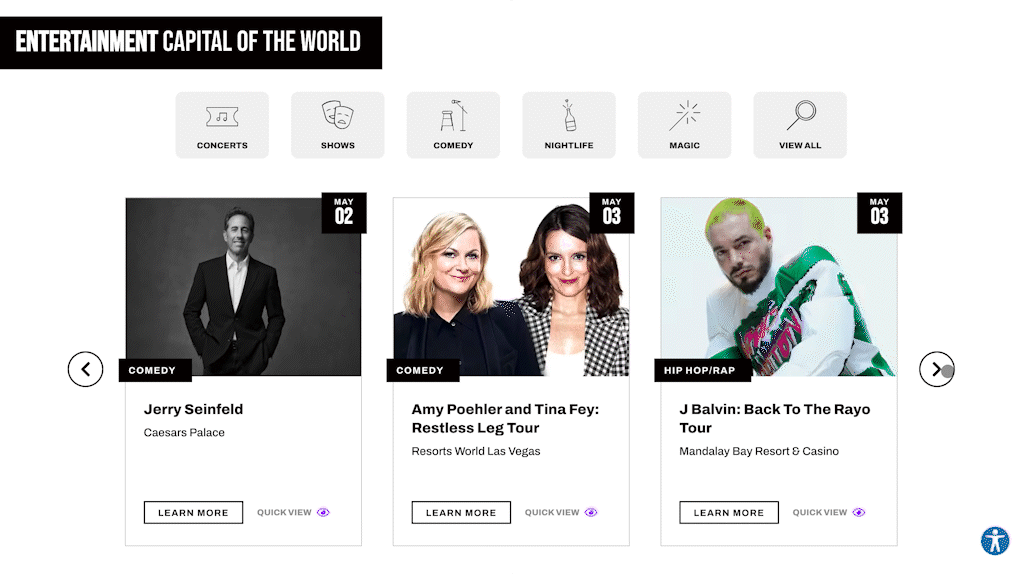 ENTERTAINMENT CAPITAL OF THE WORLD
CONCERTS
SHOWS
COMEDY
NIGHTLIFE
MAGIC
VIEW ALL
MAY
02
COMEDY
Jerry Seinfeld
Caesars Palace
LEARN MORE
QUICK VIEW
MAY
03
COMEDY
Amy Poehler and Tina Fey:
Restless Leg Tour
Resorts World Las Vegas
LEARN MORE
QUICK VIEW
MAY
03
HIP HOP/RAP
J Balvin: Back To The Rayo
Tour
Mandalay Bay Resort & Casino
LEARN MORE
QUICK VIEW